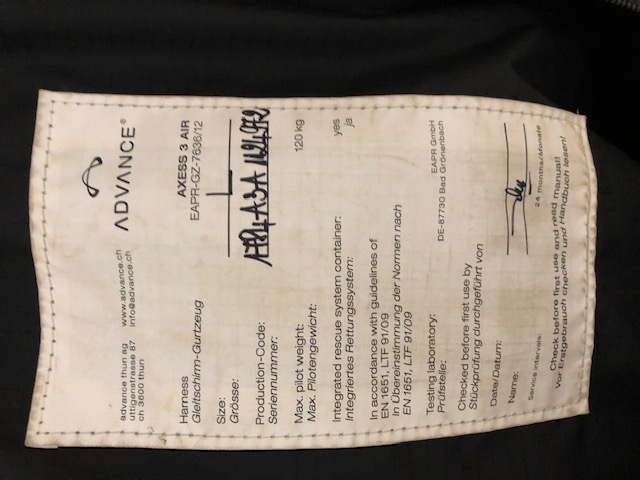 ADVANCE®
advance thun ag www.advance.ch
uttigenstrasse 87 info@advance.ch
ch 3600 thun
Harness AXESS 3 AIR
Gleitschirm-Gurtzeug EAPR-GZ-7636/12
Size: L
Grösse:
Production-Code:
Seriennummer:
Max. pilot weight: 120 kg
Max. Pilotengewicht:
Integrated rescue system container: yes
Integriertes Rettungssystem: ja
In accordance with guidelines of
EN 1651, LTF 91/09
In Übereinstimmung der Normen nach
EN 1651, LTF 91/09
Testing laboratory: EAPR GmbH
Prüfstelle: DE-87730 Bad Grönenbach
Checked before first use by
Stückprüfung durchgeführt von
Date/Datum:
Name:
Service intervals: 24 months/Monate
Check before first use and read manual!
Vor Erstgebrauch checken und Handbuch lesen!